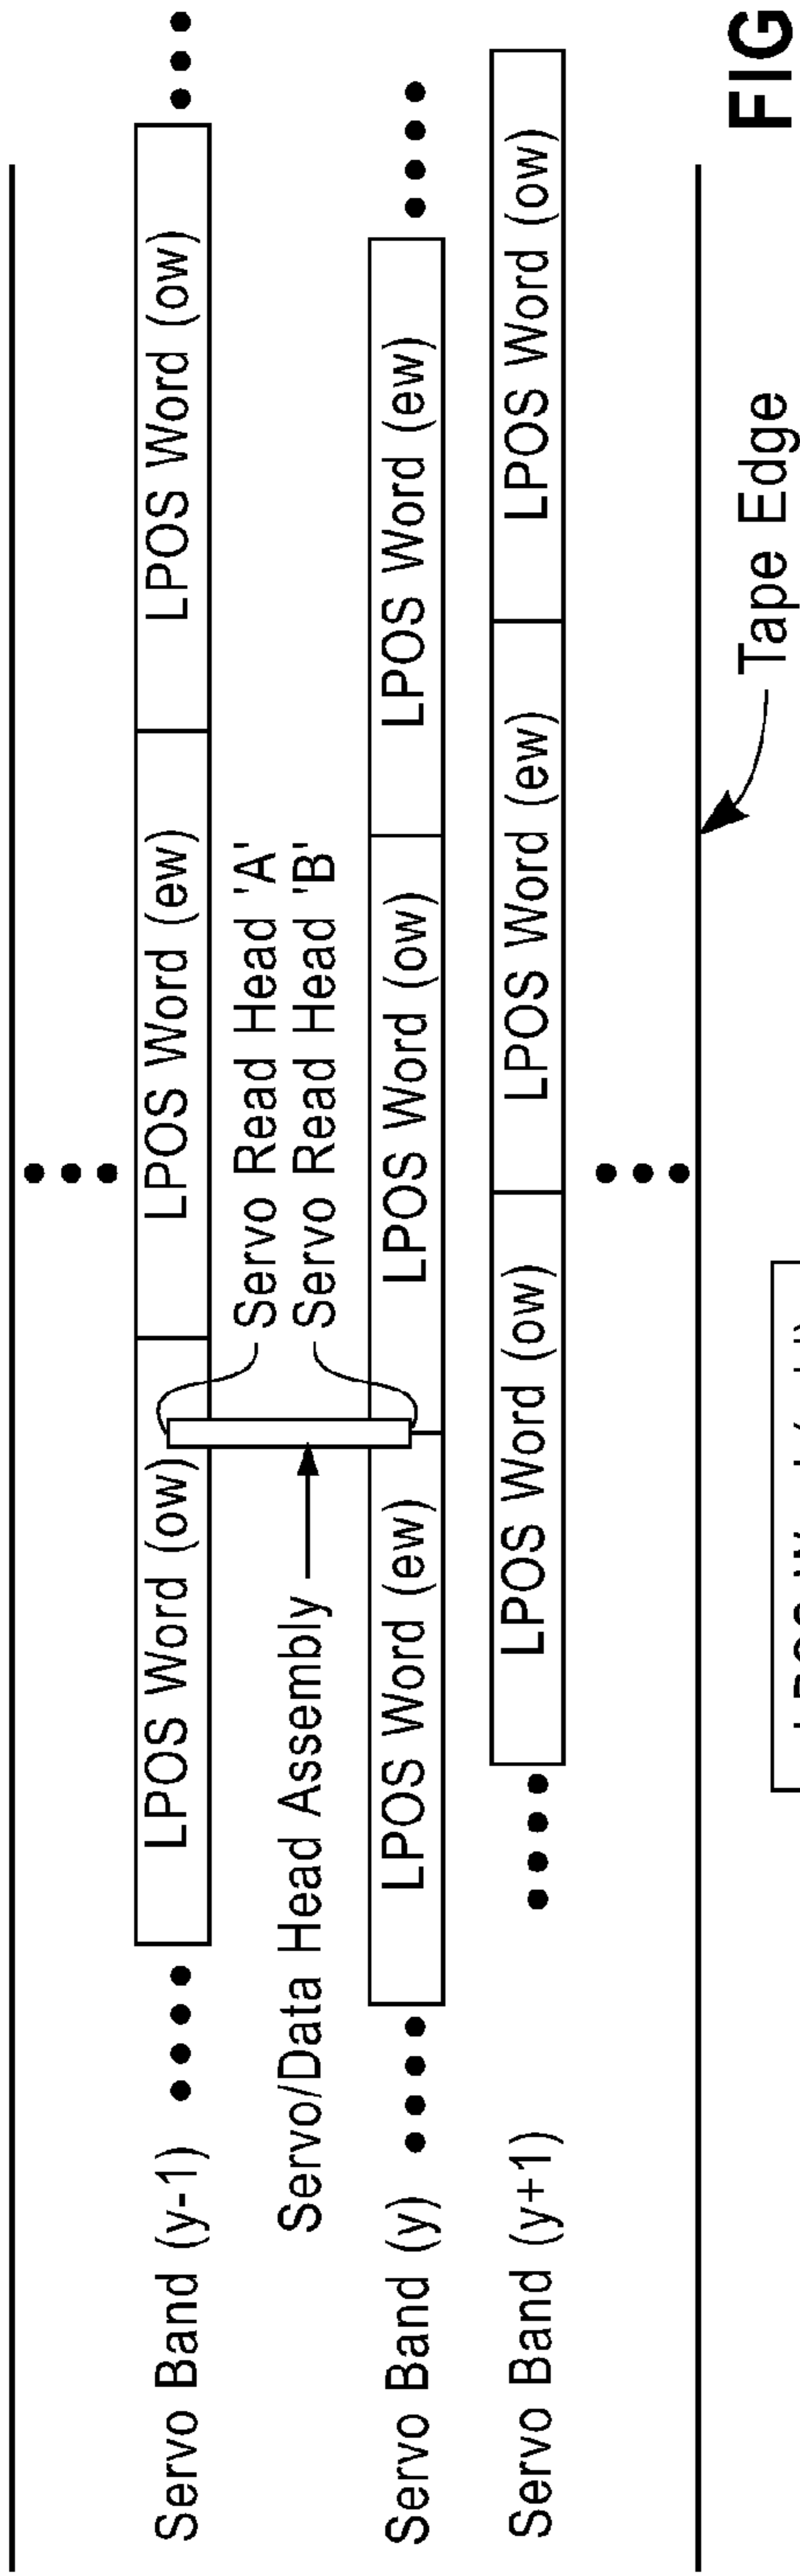 Servo Band (y-1)
LPOS Word (ow)
LPOS Word (ew)
LPOS Word (ow)
Servo Read Head 'A'
Servo Read Head 'B'
Servo/Data Head Assembly
Servo Band (y)
LPOS Word (ew)
LPOS Word (ow)
LPOS Word (ew)
Servo Band (y+1)
LPOS Word (ow)
LPOS Word (ew)
LPOS Word (ow)
Tape Edge
FIG